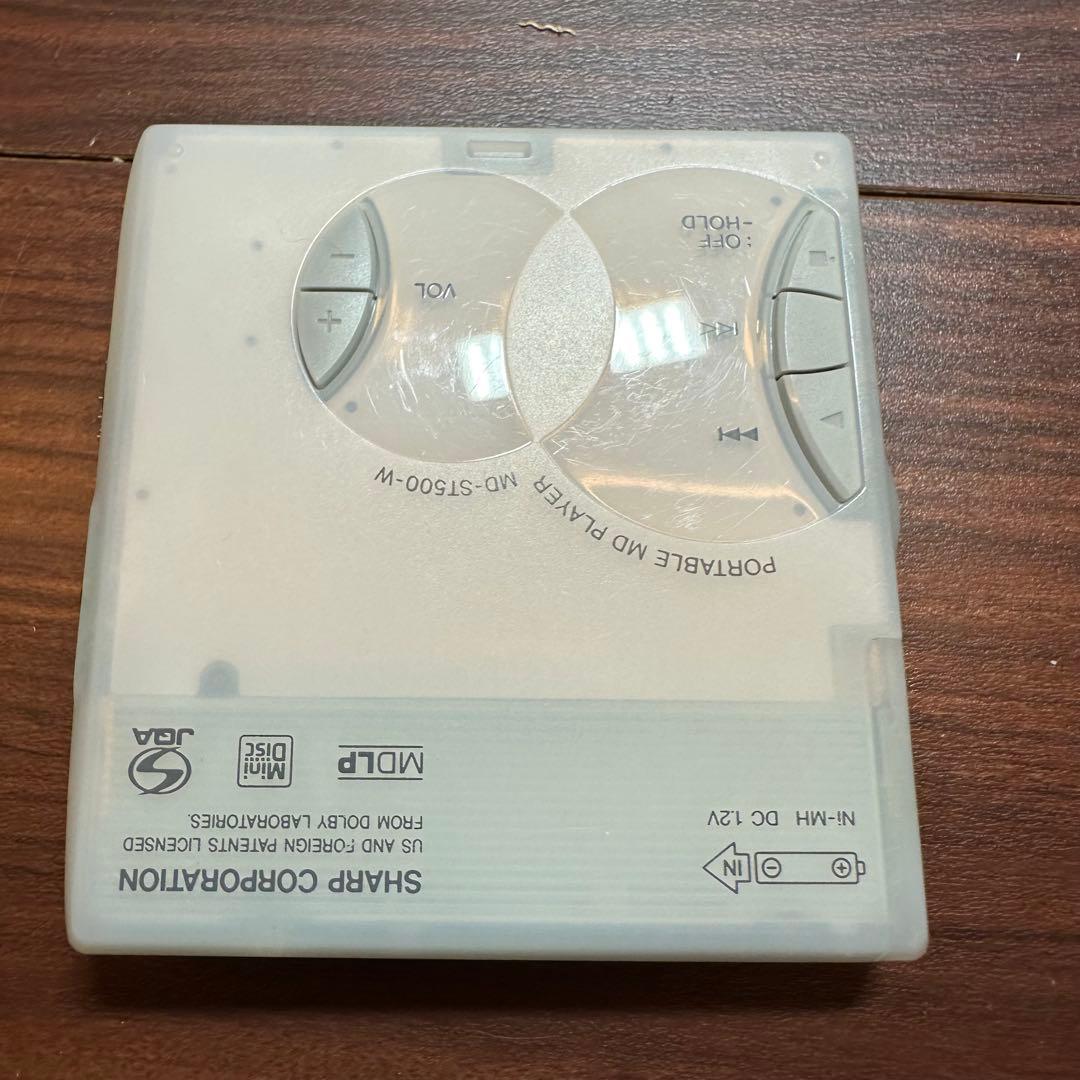 SHARP CORPORATION
US AND FOREIGN PATENTS LICENSED
FROM DOLBY LABORATORIES.
MDLP
Mini
Disc
JQA
IN
Ni-MH DC 1.2V
PORTABLE MD PLAYER MD-ST500-W
VOL
+
−
:OFF
-HOLD